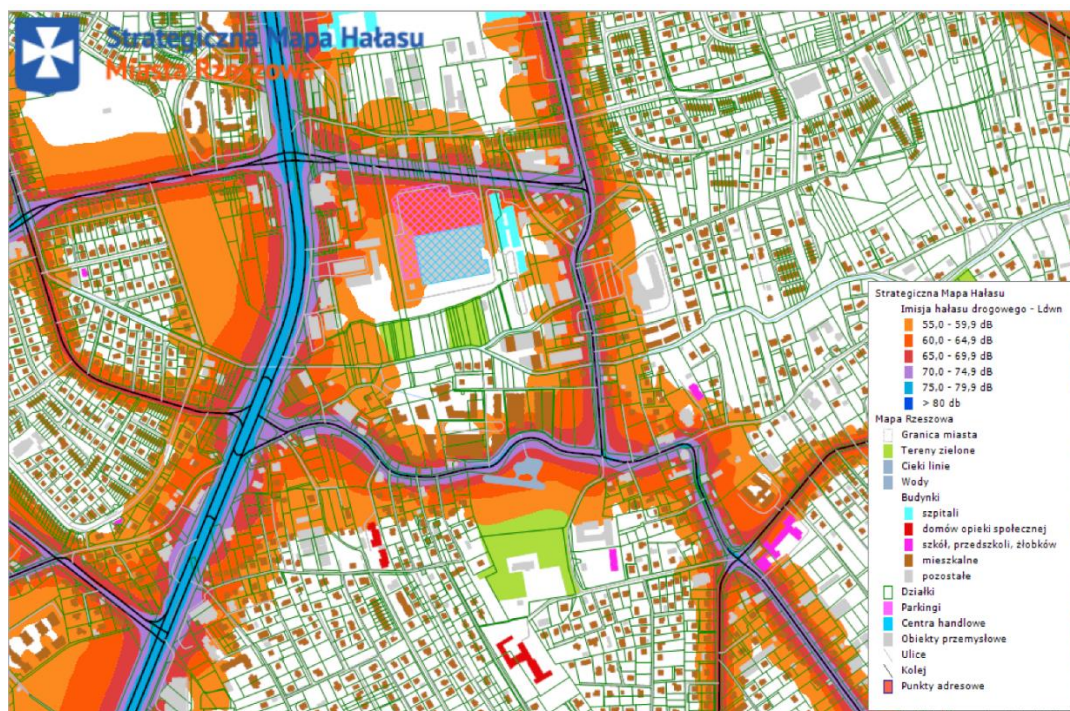 Strategiczna Mapa Hałasu
Miasta Rzeszowa
Strategiczna Mapa Hałasu
Imisja hałasu drogowego - Ldwn
55,0 - 59,9 dB
60,0 - 64,9 dB
65,0 - 69,9 dB
70,0 - 74,9 dB
75,0 - 79,9 dB
> 80 db
Mapa Rzeszowa
Granica miasta
Tereny zielone
Cieki linie
Wody
Budynki
szpitali
domów opieki społecznej
szkół, przedszkoli, żłobków
mieszkalne
pozostałe
Działki
Parkingi
Centra handlowe
Obiekty przemysłowe
Ulice
Kolej
Punkty adresowe